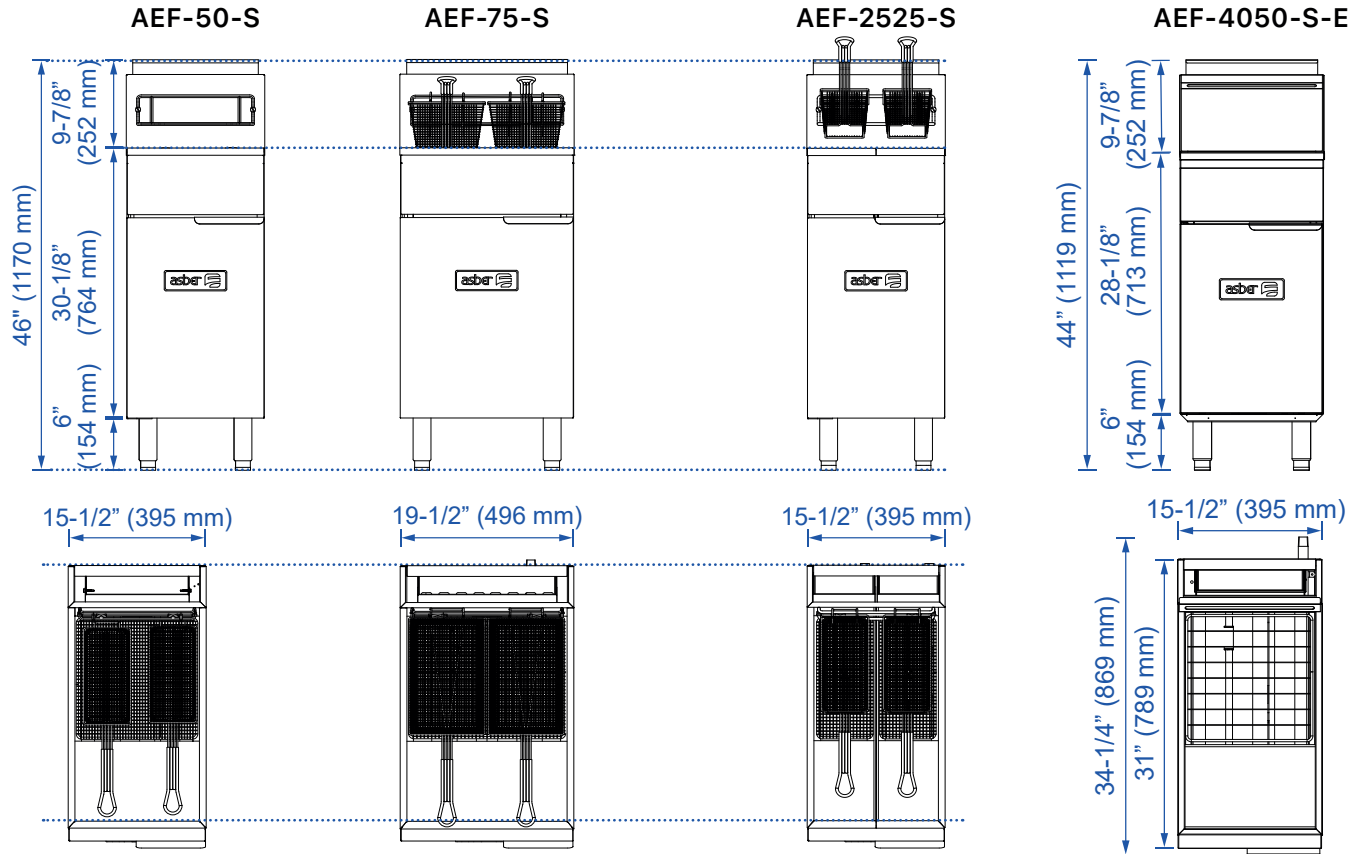 AEF-50-S
AEF-75-S
AEF-2525-S
AEF-4050-S-E
46" (1170 mm)
9-7/8”
(252 mm)
30-1/8”
(764 mm)
6”
(154 mm)
asber
asber
asber
44” (1119 mm)
9-7/8”
(252 mm)
28-1/8”
(713 mm)
6”
(154 mm)
asber
15-1/2” (395 mm)
19-1/2” (496 mm)
15-1/2” (395 mm)
15-1/2” (395 mm)
34-1/4” (869 mm)
31” (789 mm)